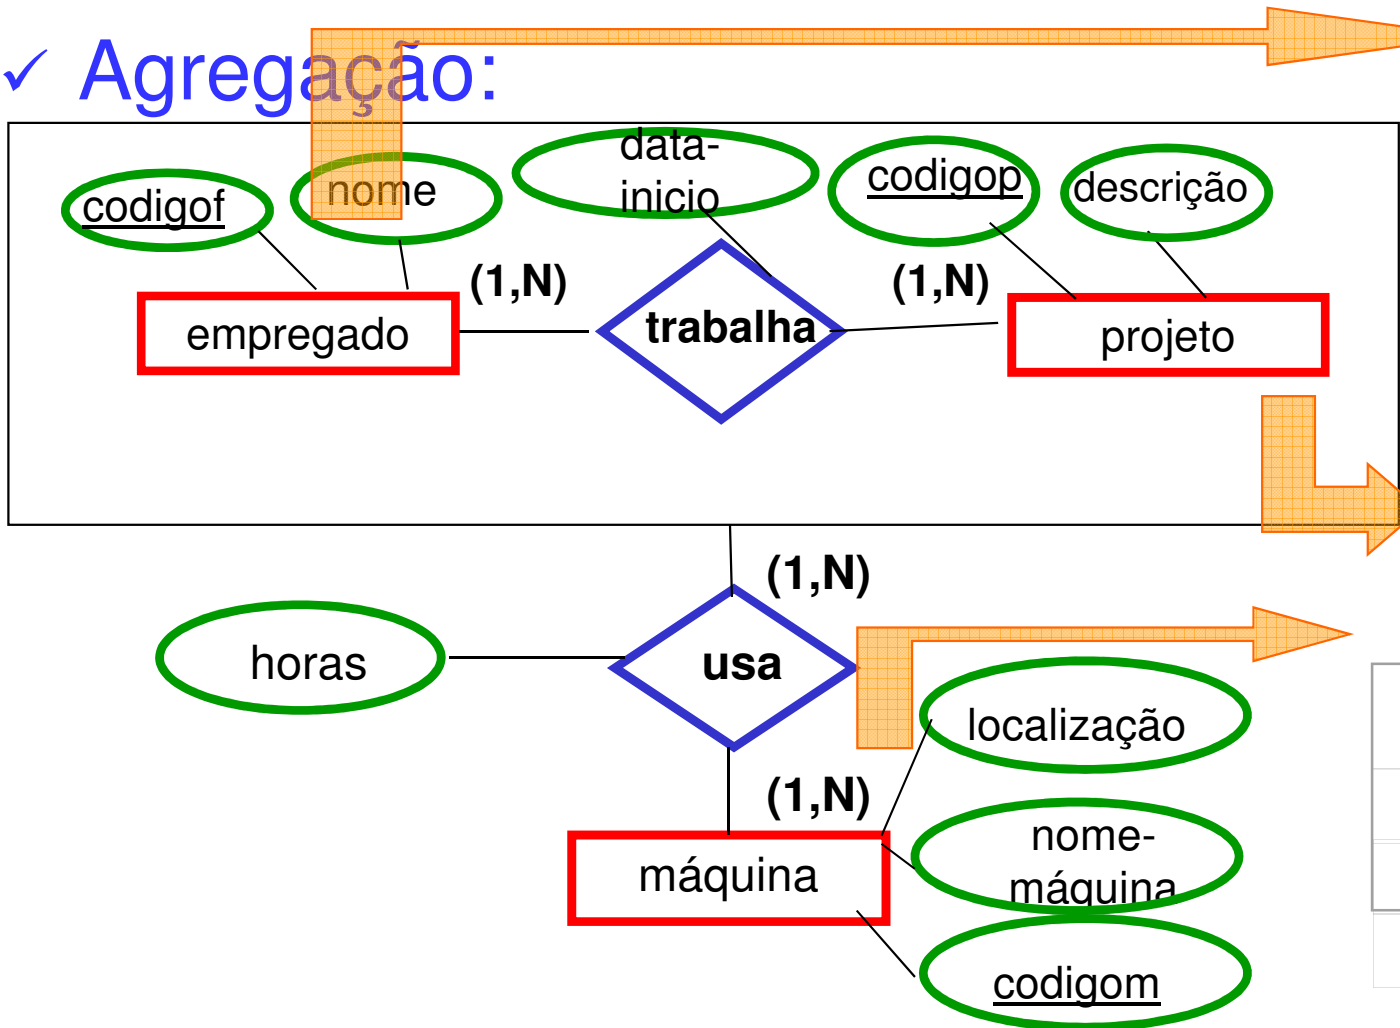 ✓ Agregação:
data-
inicio
codigof
nome
codigop
descrição
(1,N)
(1,N)
empregado
trabalha
projeto
(1,N)
horas
usa
localização
(1,N)
máquina
nome-
máquina
codigom